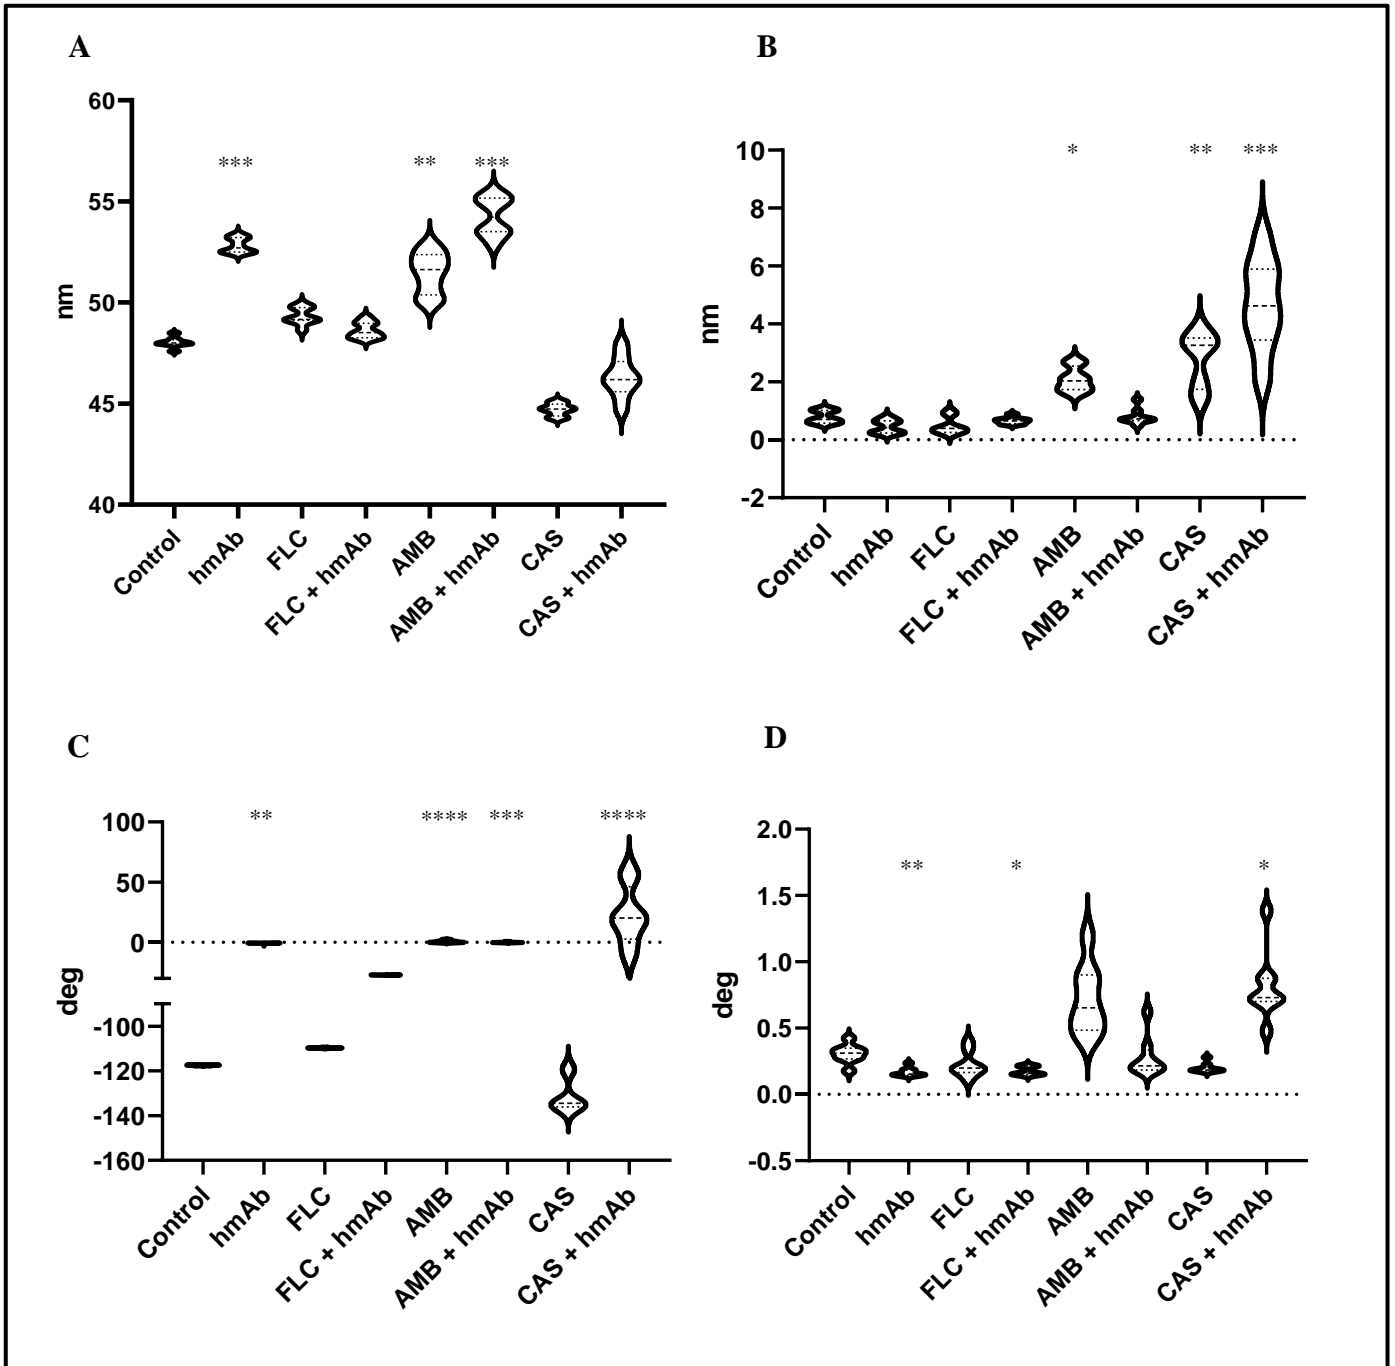 A
60
55
50
45
40
nm
*** ** ***
Control
hmAb
FLC
FLC + hmAb
AMB
AMB + hmAb
CAS
CAS + hmAb
B
10
8
6
4
2
0
-2
nm
* ** ***
Control
hmAb
FLC
FLC + hmAb
AMB
AMB + hmAb
CAS
CAS + hmAb
C
100
50
0
-100
-120
-140
-160
deg
** **** *** ****
Control
hmAb
FLC
FLC + hmAb
AMB
AMB + hmAb
CAS
CAS + hmAb
D
2.0
1.5
1.0
0.5
0.0
-0.5
deg
** * *
Control
hmAb
FLC
FLC + hmAb
AMB
AMB + hmAb
CAS
CAS + hmAb